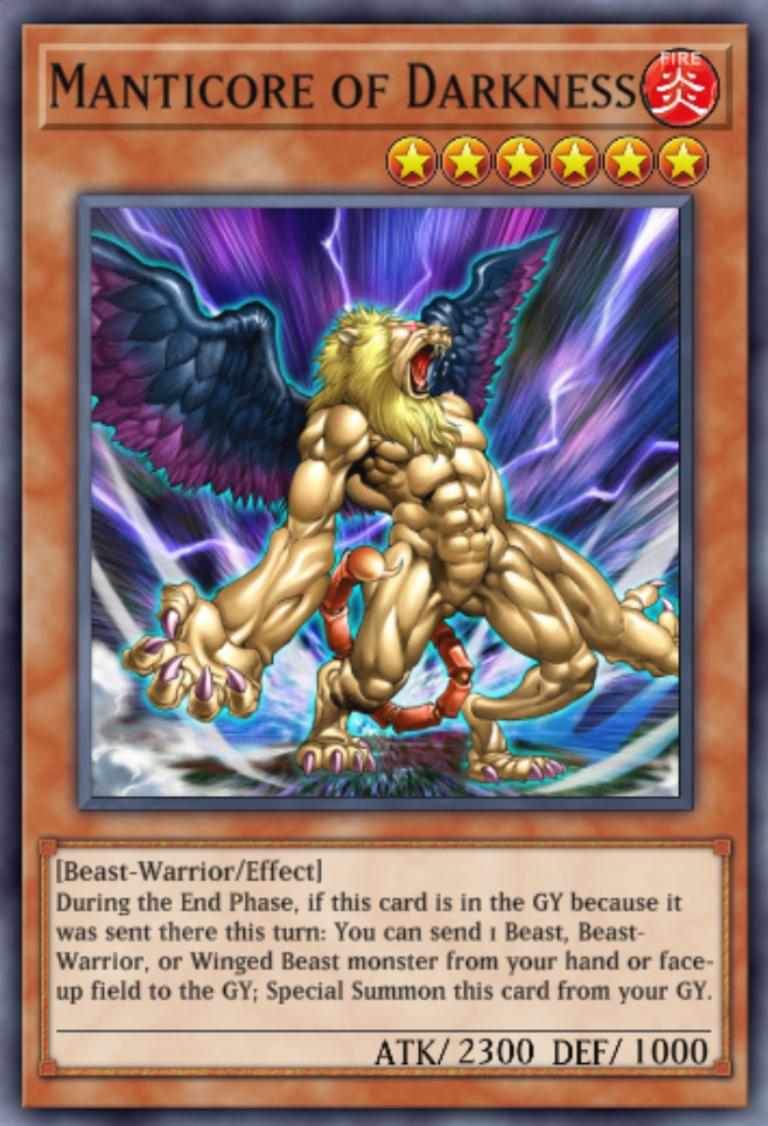 Manticore of Darkness
FIRE
炎
[Beast-Warrior/Effect]
During the End Phase, if this card is in the GY because it
was sent there this turn: You can send 1 Beast, Beast-
Warrior, or Winged Beast monster from your hand or face-
up field to the GY; Special Summon this card from your GY.
ATK/ 2300 DEF/ 1000